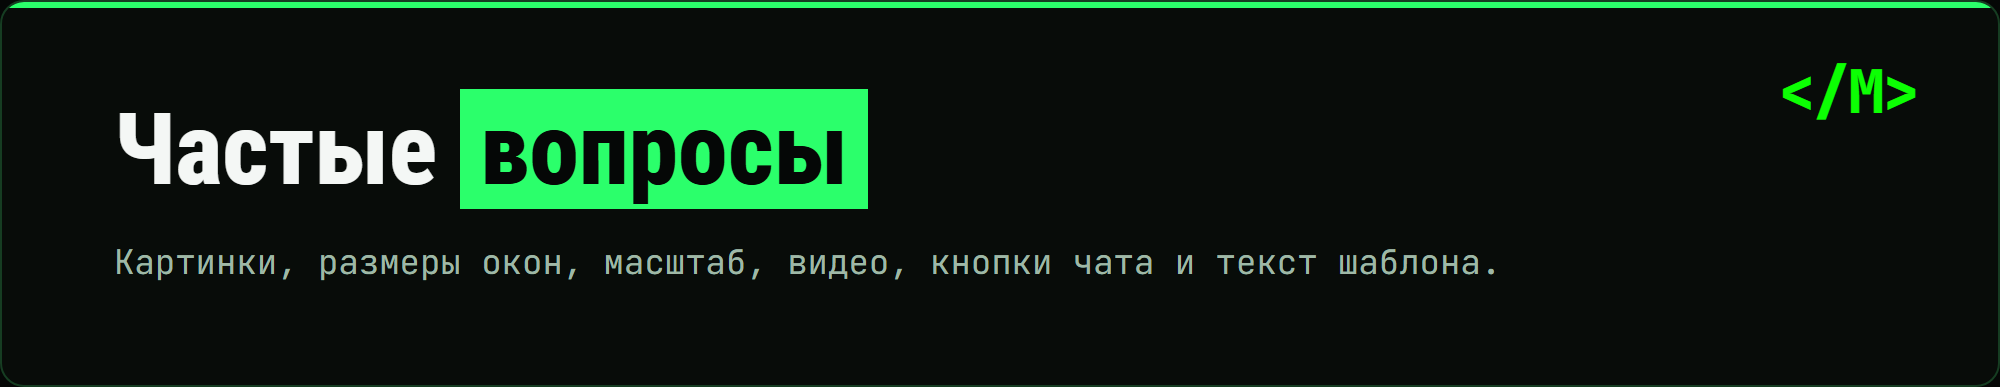 </M>
Частые вопросы
Картинки, размеры окон, масштаб, видео, кнопки чата и текст шаблона.